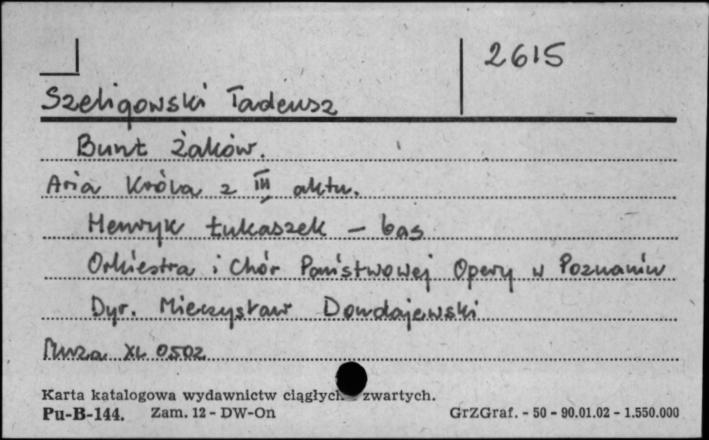 2615
Szeligowski Tadeusz
Bunt Żaków.
Aria Króla z III aktu.
Henryk Łukaszek – bas
Orkiestra i Chór Państwowej Opery w Poznaniu
Dyr. Mieczysław Dondajewski
Muza XL 0502
Karta katalogowa wydawnictw ciągłych zwartych.
Pu-B-144. Zam. 12 - DW-On GrZGraf. - 50 - 90.01.02 - 1.550.000